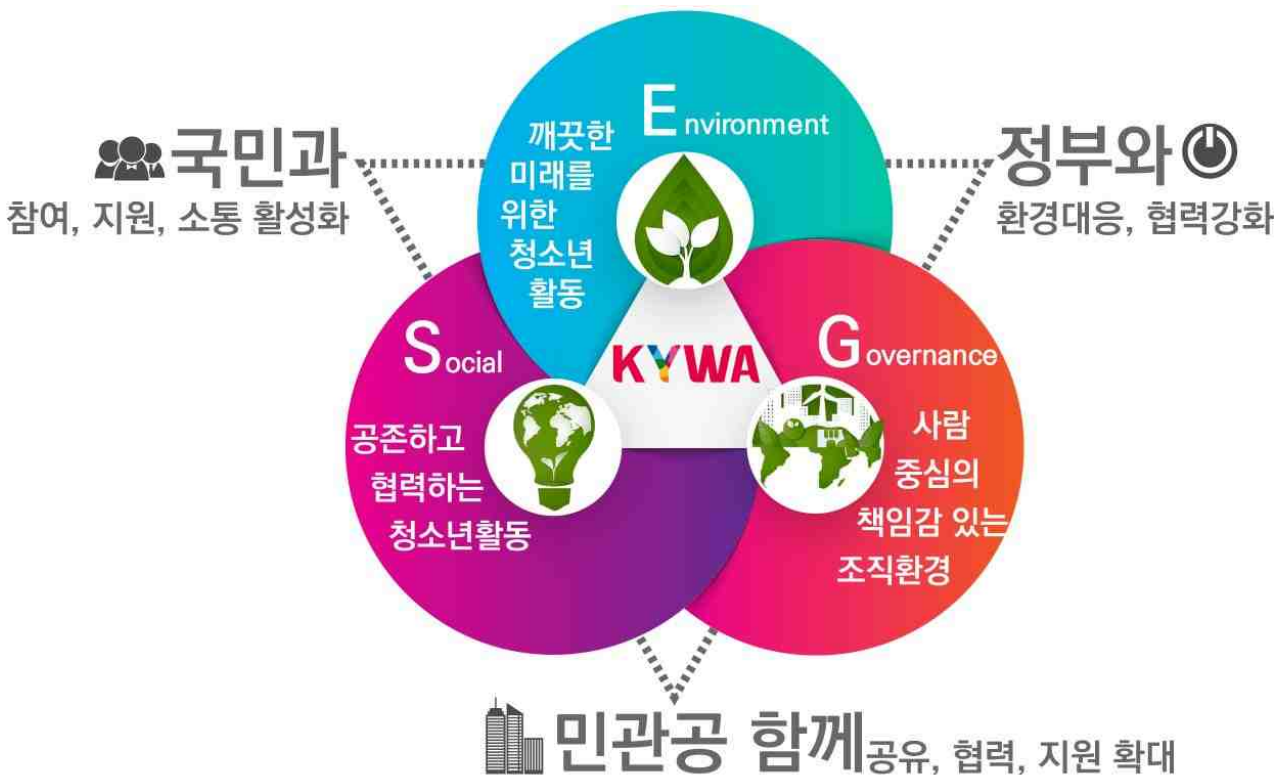 Environment
깨끗한
미래를
위한
청소년
활동
국민과
참여, 지원, 소통 활성화
정부와
환경대응, 협력강화
Social
공존하고
협력하는
청소년활동
KYWA
Governance
사람
중심의
책임감 있는
조직환경
민관공 함께 공유, 협력, 지원 확대